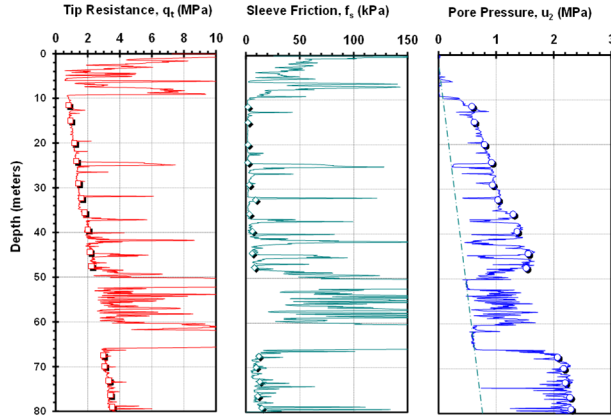 Tip Resistance, qt (MPa)
Sleeve Friction, fs (kPa)
Pore Pressure, u2 (MPa)
0 2 4 6 8 10
0 50 100 150
0 1 2 3
Depth (meters)
0
10
20
30
40
50
60
70
80